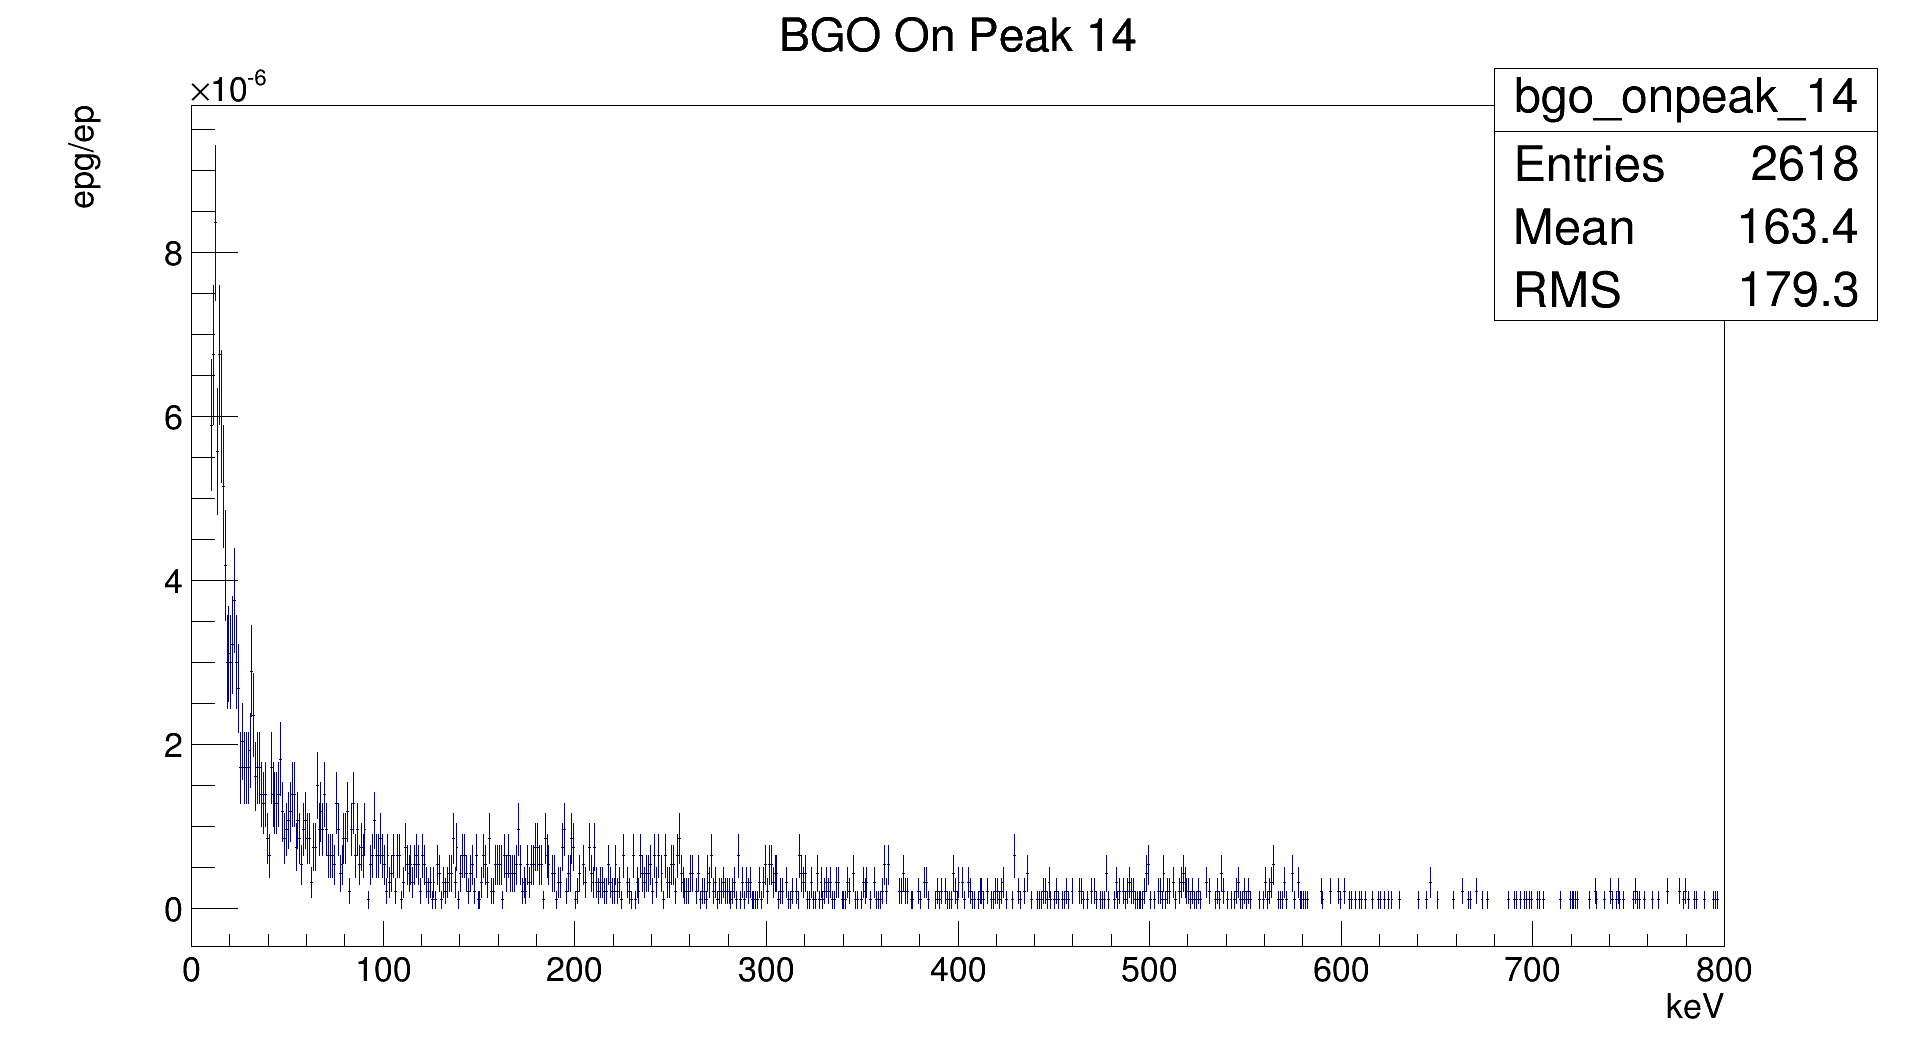 BGO On Peak 14
×10-6
epg/ep
bgo_onpeak_14
Entries 2618
Mean 163.4
RMS 179.3
8
6
4
2
0
0 100 200 300 400 500 600 700 800
keV